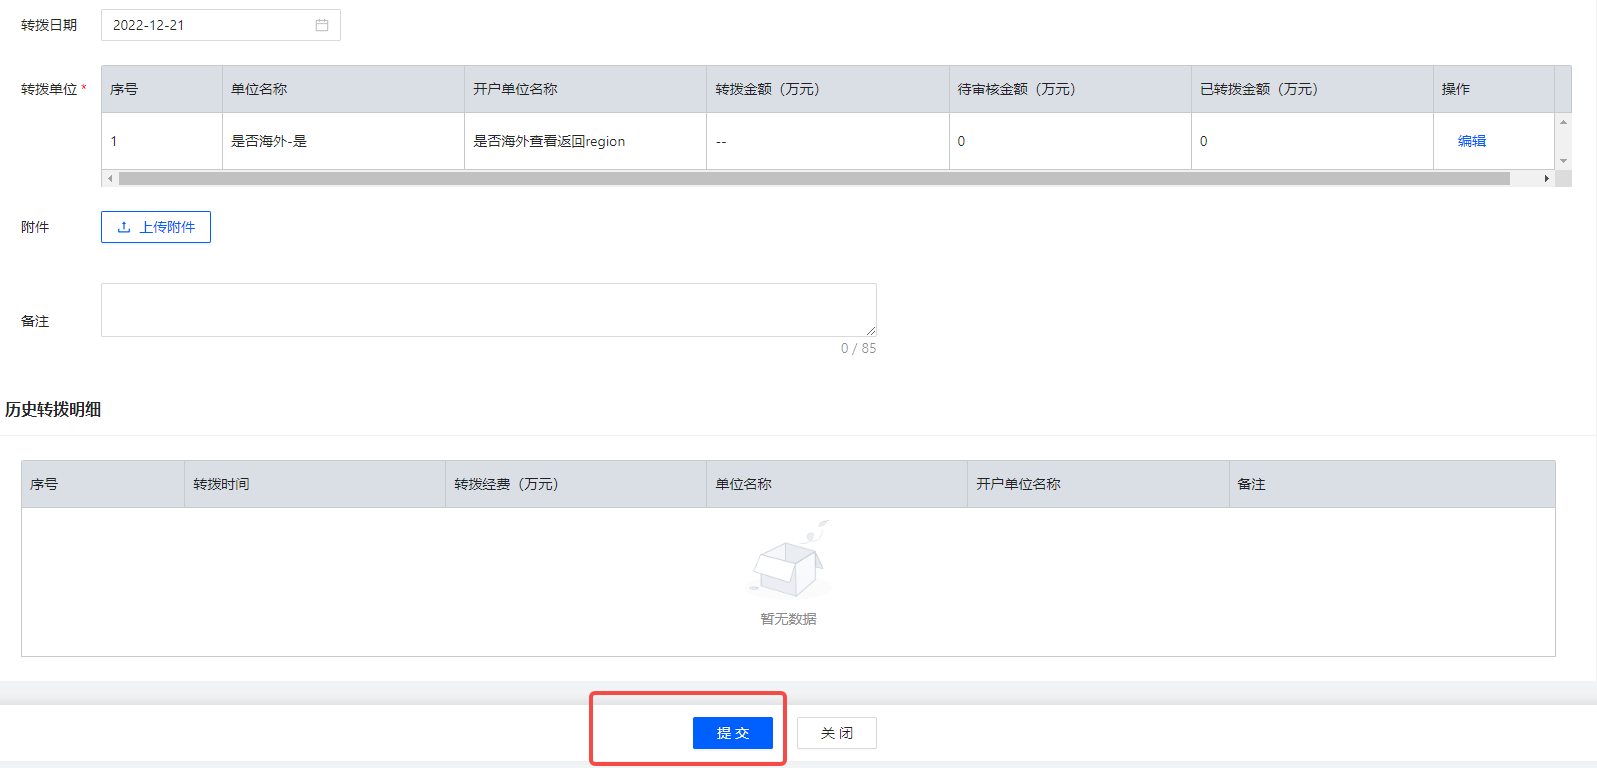 转拨日期 2022-12-21
转拨单位 * 序号 单位名称 开户单位名称 转拨金额（万元） 待审核金额（万元） 已转拨金额（万元） 操作
1 是否海外-是 是否海外查看返回region -- 0 0 编辑
附件 上传附件
备注
0 / 85
历史转拨明细
序号 转拨时间 转拨经费（万元） 单位名称 开户单位名称 备注
暂无数据
提 交 关 闭